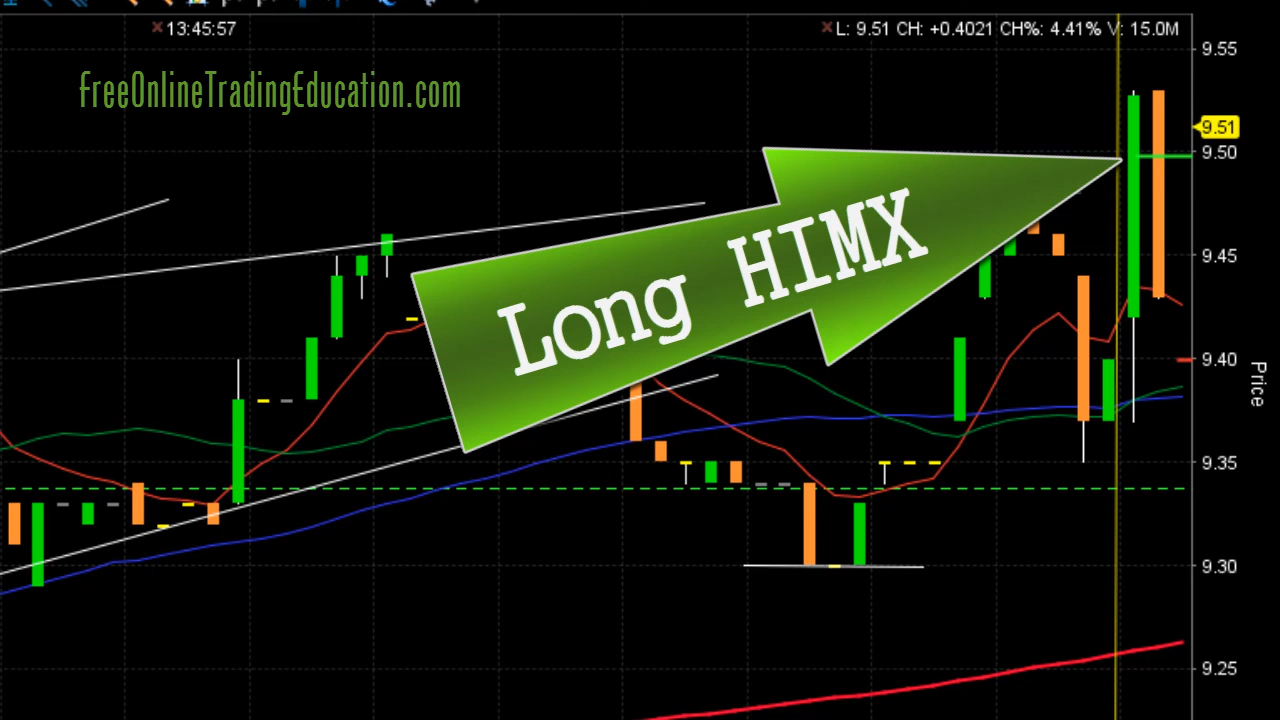 13:45:57
L: 9.51 CH: +0.4021 CH%: 4.41% V: 15.0M
FreeOnlineTradingEducation.com
9.55
9.51
9.50
Long HIMX
9.45
9.40
Price
9.35
9.30
9.25